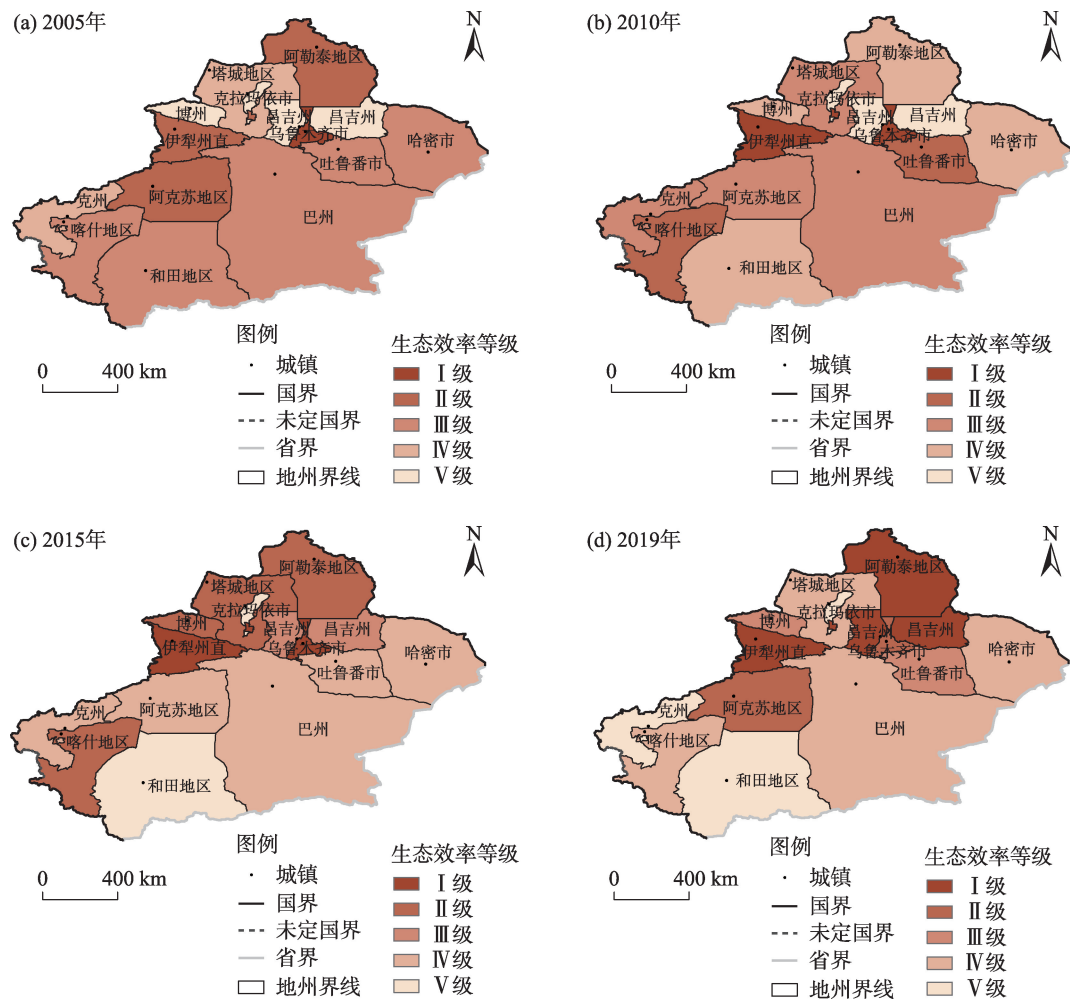 (a) 2005年
N
阿勒泰地区
塔城地区
克拉玛依市
博州
昌吉州
昌吉州
伊犁州直
乌鲁木齐市
吐鲁番市
哈密市
阿克苏地区
克州
巴州
喀什地区
和田地区
图例
生态效率等级
城镇
Ⅰ级
国界
Ⅱ级
未定国界
Ⅲ级
省界
Ⅳ级
地州界线
Ⅴ级
0 400 km
(b) 2010年
N
阿勒泰地区
塔城地区
克拉玛依市
博州
昌吉州
昌吉州
伊犁州直
乌鲁木齐市
吐鲁番市
哈密市
阿克苏地区
克州
巴州
喀什地区
和田地区
图例
生态效率等级
城镇
Ⅰ级
国界
Ⅱ级
未定国界
Ⅲ级
省界
Ⅳ级
地州界线
Ⅴ级
0 400 km
(c) 2015年
N
阿勒泰地区
塔城地区
克拉玛依市
博州
昌吉州
昌吉州
伊犁州直
乌鲁木齐市
吐鲁番市
哈密市
阿克苏地区
克州
巴州
喀什地区
和田地区
图例
生态效率等级
城镇
Ⅰ级
国界
Ⅱ级
未定国界
Ⅲ级
省界
Ⅳ级
地州界线
Ⅴ级
0 400 km
(d) 2019年
N
阿勒泰地区
塔城地区
克拉玛依市
博州
昌吉州
昌吉州
伊犁州直
乌鲁木齐市
吐鲁番市
哈密市
阿克苏地区
克州
巴州
喀什地区
和田地区
图例
生态效率等级
城镇
Ⅰ级
国界
Ⅱ级
未定国界
Ⅲ级
省界
Ⅳ级
地州界线
Ⅴ级
0 400 km